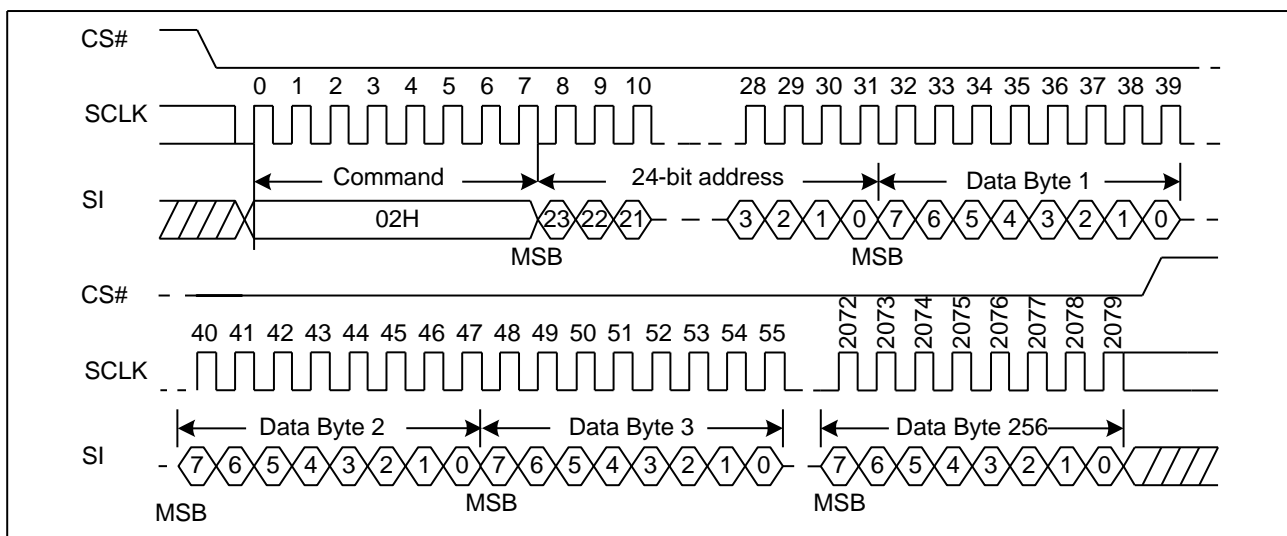 CS#
0 1 2 3 4 5 6 7 8 9 10 28 29 30 31 32 33 34 35 36 37 38 39
SCLK
Command 24-bit address Data Byte 1
SI
02H 23 22 21 3 2 1 0 7 6 5 4 3 2 1 0
MSB MSB
CS#
40 41 42 43 44 45 46 47 48 49 50 51 52 53 54 55 2072 2073 2074 2075 2076 2077 2078 2079
SCLK
Data Byte 2 Data Byte 3 Data Byte 256
SI
7 6 5 4 3 2 1 0 7 6 5 4 3 2 1 0 7 6 5 4 3 2 1 0
MSB MSB MSB